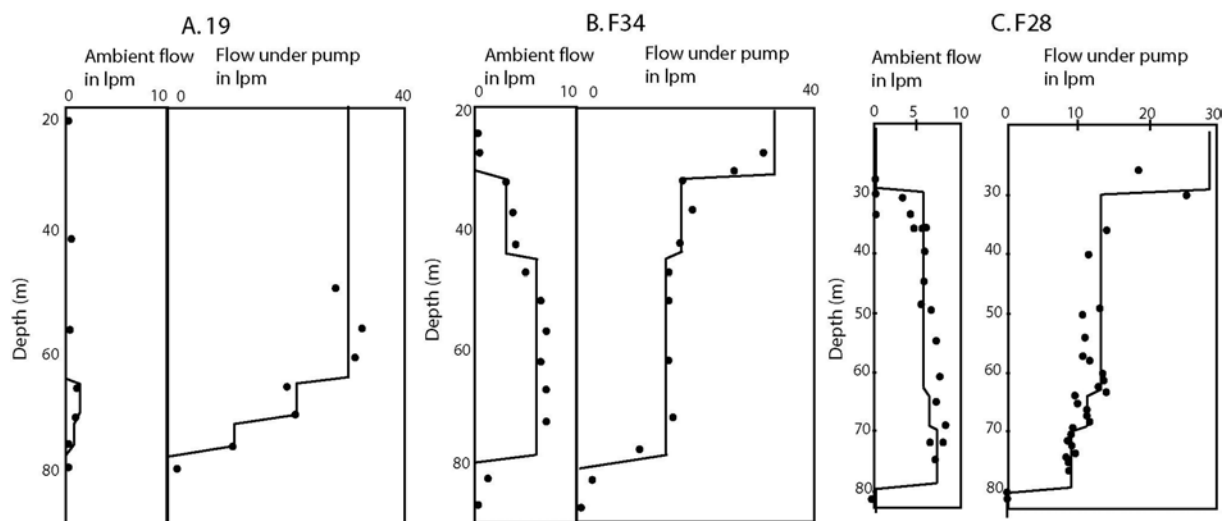 A. 19
Ambient flow
in lpm
Flow under pump
in lpm
0 10 0 40
20
40
60
80
Depth (m)
B. F34
Ambient flow
in lpm
Flow under pump
in lpm
0 10 0 40
20
40
60
80
Depth (m)
C. F28
Ambient flow
in lpm
Flow under pump
in lpm
0 5 10 0 10 20 30
30
40
50
60
70
80
Depth (m)
30
40
50
60
70
80